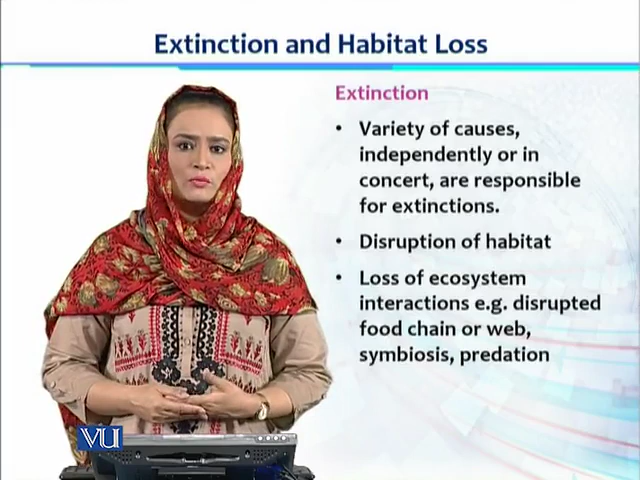 Extinction and Habitat Loss
Extinction
• Variety of causes,
independently or in
concert, are responsible
for extinctions.
• Disruption of habitat
• Loss of ecosystem
interactions e.g. disrupted
food chain or web,
symbiosis, predation
VU